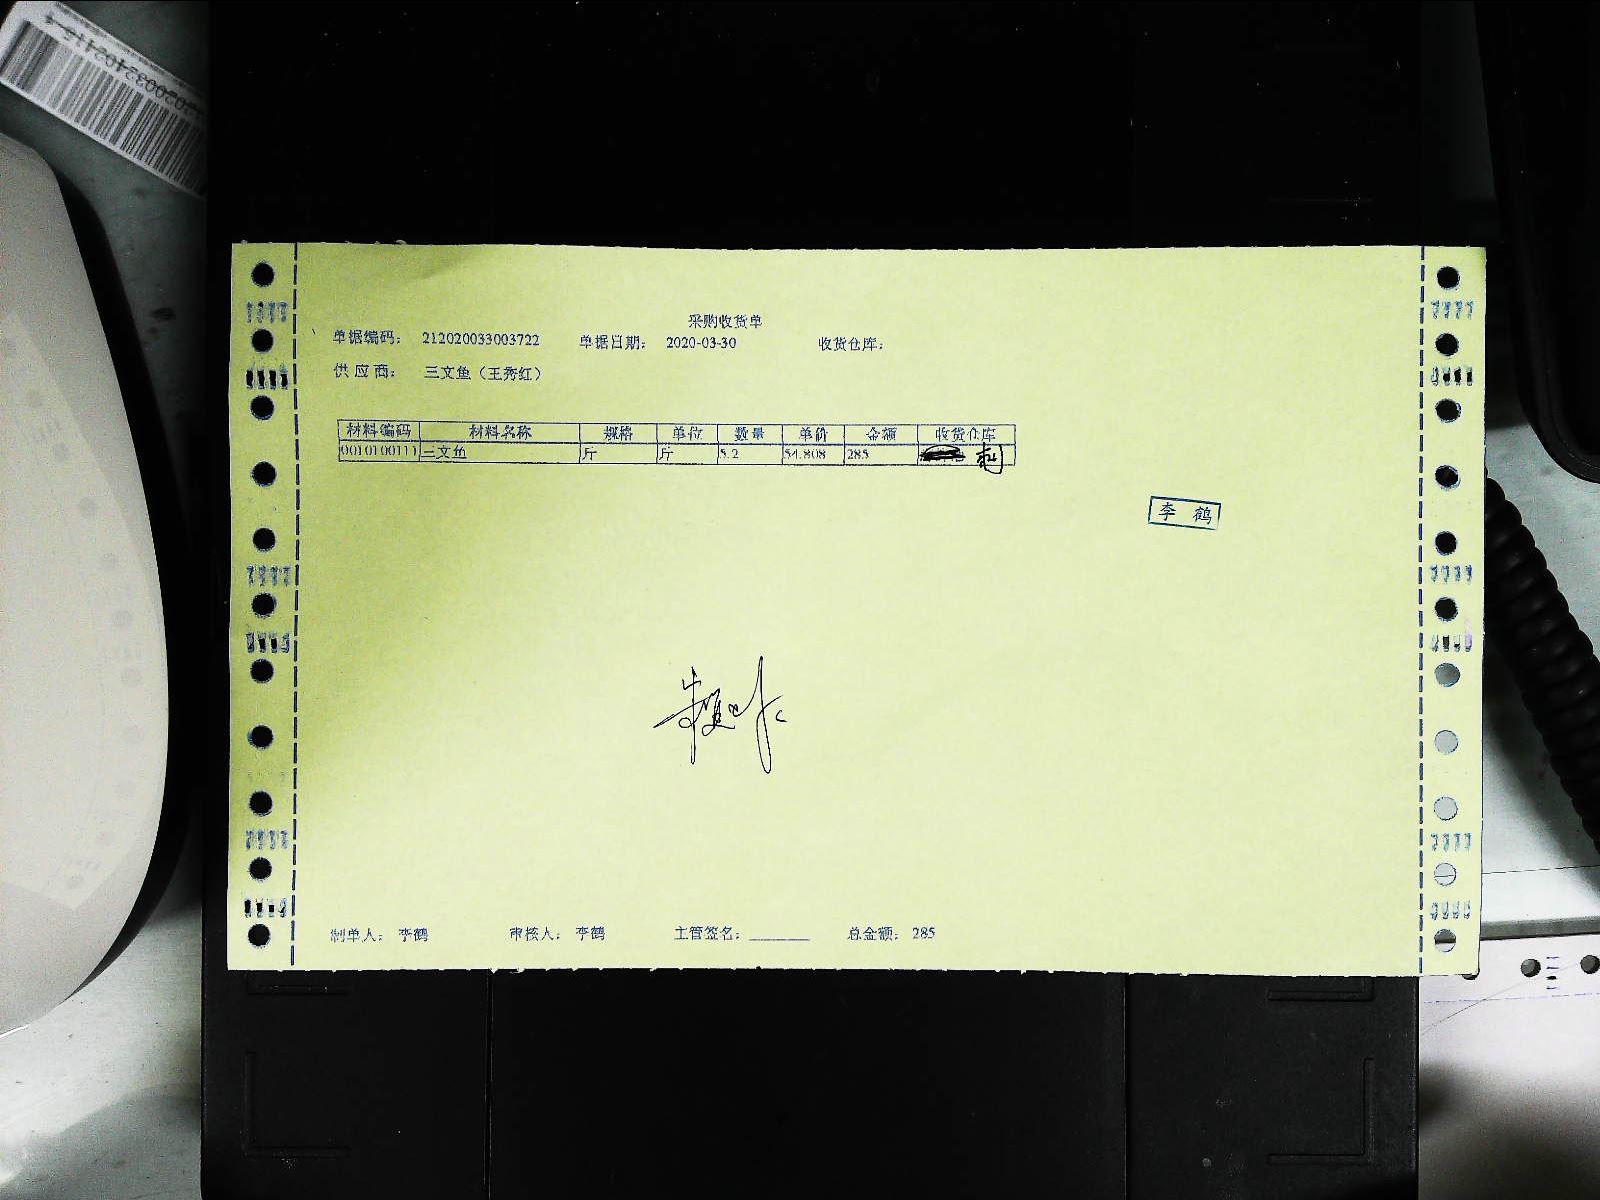 采购收货单
单据编码： 212020033003722 单据日期： 2020-03-30 收货仓库：
供应商： 三文鱼（王秀红）
材料编码 材料名称 规格 单位 数量 单价 金额 收货仓库
0010100111 三文鱼 斤 斤 5.2 54.808 285
李鹤
制单人： 李鹤 审核人： 李鹤 主管签名：________ 总金额： 285